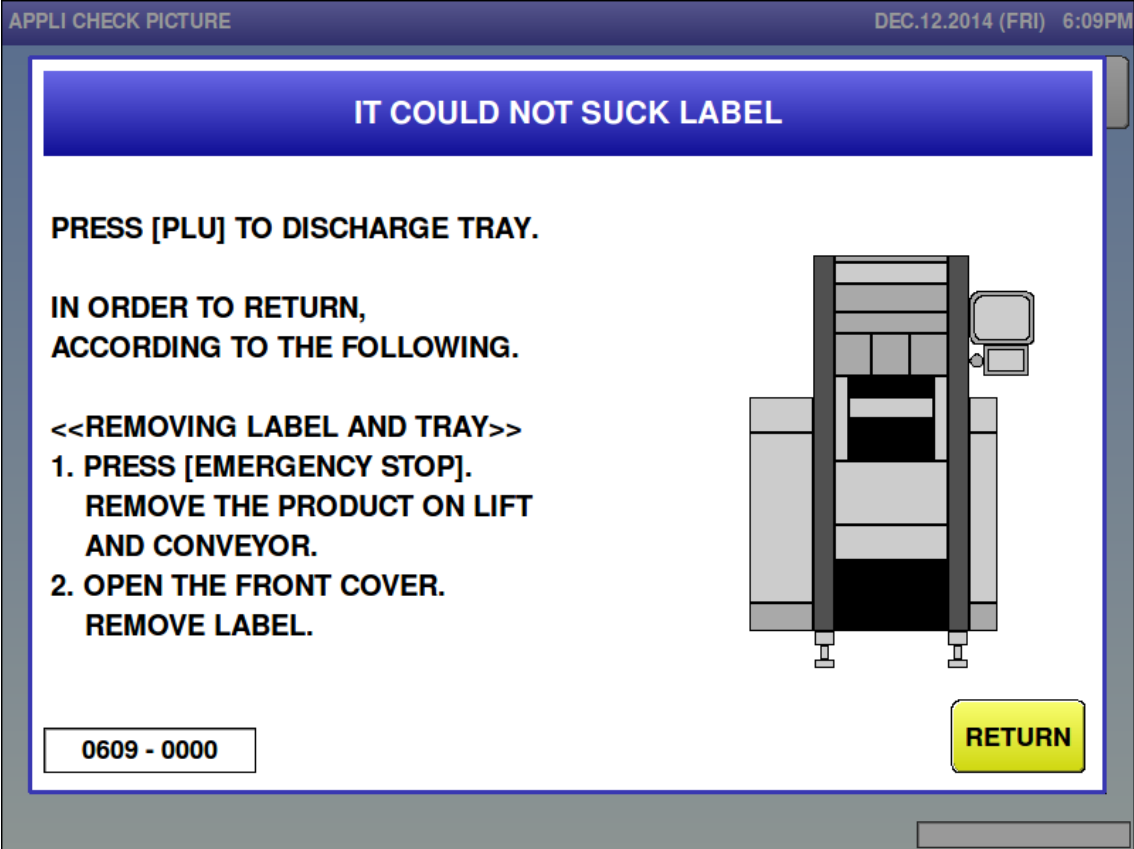 APPLI CHECK PICTURE
DEC.12.2014 (FRI) 6:09PM
IT COULD NOT SUCK LABEL
PRESS [PLU] TO DISCHARGE TRAY.
IN ORDER TO RETURN,
ACCORDING TO THE FOLLOWING.
<<REMOVING LABEL AND TRAY>>
1. PRESS [EMERGENCY STOP].
REMOVE THE PRODUCT ON LIFT
AND CONVEYOR.
2. OPEN THE FRONT COVER.
REMOVE LABEL.
0609 - 0000
RETURN